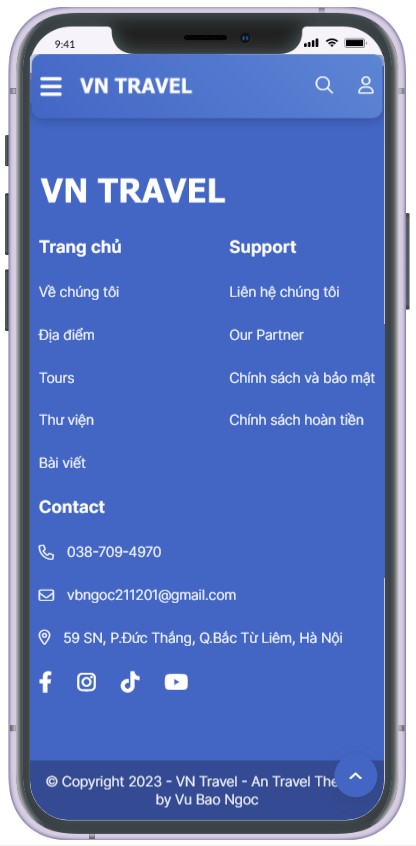 9:41
VN TRAVEL
VN TRAVEL
Trang chủ
Về chúng tôi
Địa điểm
Tours
Thư viện
Bài viết
Support
Liên hệ chúng tôi
Our Partner
Chính sách và bảo mật
Chính sách hoàn tiền
Contact
038-709-4970
vbngoc211201@gmail.com
59 SN, P.Đức Thắng, Q.Bắc Từ Liêm, Hà Nội
© Copyright 2023 - VN Travel - An Travel
by Vu Bao Ngoc